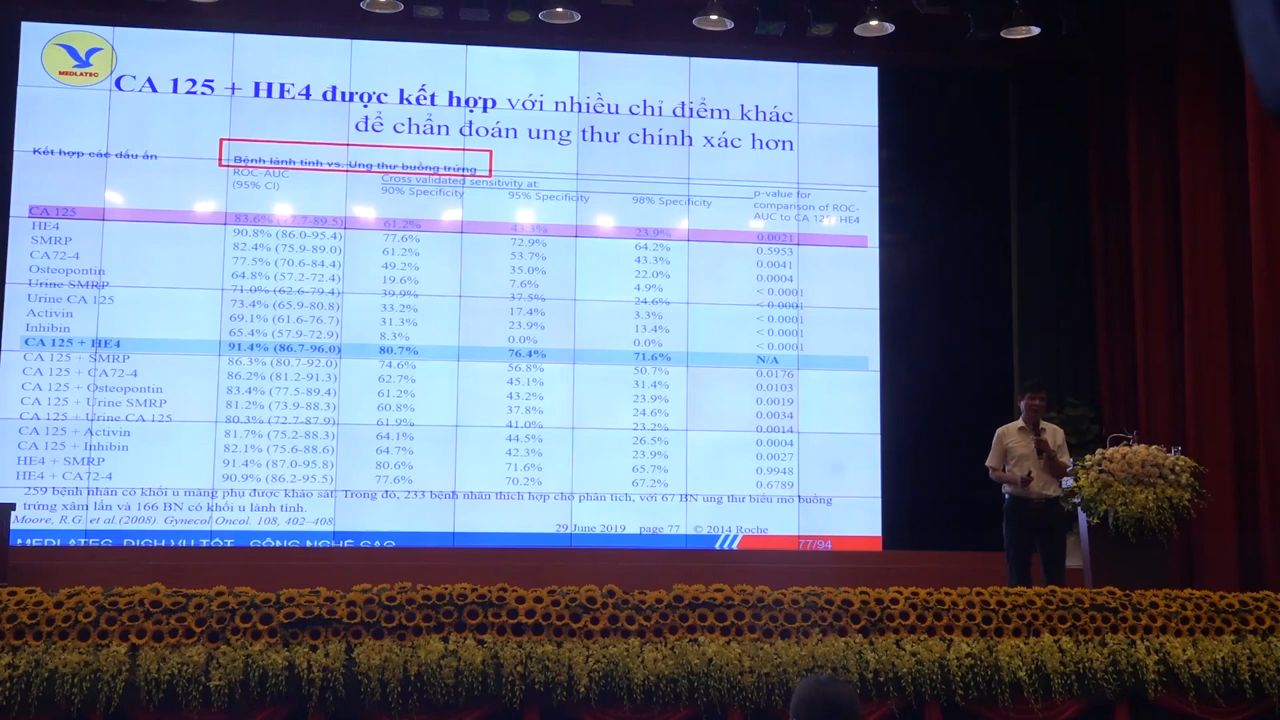 MEDLATEC
CA 125 + HE4 được kết hợp với nhiều chỉ điểm khác
để chẩn đoán ung thư chính xác hơn
Kết hợp các dấu ấn
Bệnh lành tính vs. Ung thư buồng trứng
ROC-AUC (95% CI)
Cross validated sensitivity at:
90% Specificity 95% Specificity 98% Specificity
p-value for comparison of ROC-AUC to CA 125 HE4
CA 125 83.6% (77.7-89.5) 61.2% 43.3% 23.9% 0.0021
HE4 90.8% (86.0-95.4) 77.6% 72.9% 64.2% 0.5953
SMRP 82.4% (75.9-89.0) 61.2% 53.7% 43.3% 0.0041
CA72-4 77.5% (70.6-84.4) 49.2% 35.0% 22.0% 0.0004
Osteopontin 64.8% (57.2-72.4) 19.6% 7.6% 4.9% < 0.0001
Urine SMRP 71.0% (62.6-79.4) 39.9% 37.5% 24.6% < 0.0001
Urine CA 125 73.4% (65.9-80.8) 33.2% 17.4% 3.3% < 0.0001
Activin 69.1% (61.6-76.7) 31.3% 23.9% 13.4% < 0.0001
Inhibin 65.4% (57.9-72.9) 8.3% 0.0% 0.0% < 0.0001
CA 125 + HE4 91.4% (86.7-96.0) 80.7% 76.4% 71.6% N/A
CA 125 + SMRP 86.3% (80.7-92.0) 74.6% 56.8% 50.7% 0.0176
CA 125 + CA72-4 86.2% (81.2-91.3) 62.7% 45.1% 31.4% 0.0103
CA 125 + Osteopontin 83.4% (77.5-89.4) 61.2% 43.2% 23.9% 0.0019
CA 125 + Urine SMRP 81.2% (73.9-88.3) 60.8% 37.8% 24.6% 0.0034
CA 125 + Urine CA 125 80.3% (72.7-87.9) 61.9% 41.0% 23.2% 0.0014
CA 125 + Activin 81.7% (75.2-88.3) 64.1% 44.5% 26.5% 0.0004
CA 125 + Inhibin 82.1% (75.6-88.6) 64.7% 42.3% 23.9% 0.0027
HE4 + SMRP 91.4% (87.0-95.8) 80.6% 71.6% 65.7% 0.9948
HE4 + CA72-4 90.9% (86.2-95.5) 77.6% 70.2% 67.2% 0.6789
259 bệnh nhân có khối u màng phụ được khảo sát. Trong đó, 233 bệnh nhân thích hợp cho phân tích, với 67 BN ung thư biểu mô buồng
trứng xâm lấn và 166 BN có khối u lành tính.
Moore, R.G. et al.(2008). Gynecol Oncol. 108, 402–408
29 June 2019 page 77 © 2014 Roche
MEDLATEC DỊCH VỤ TỐT - CÔNG NGHỆ CAO 77/94